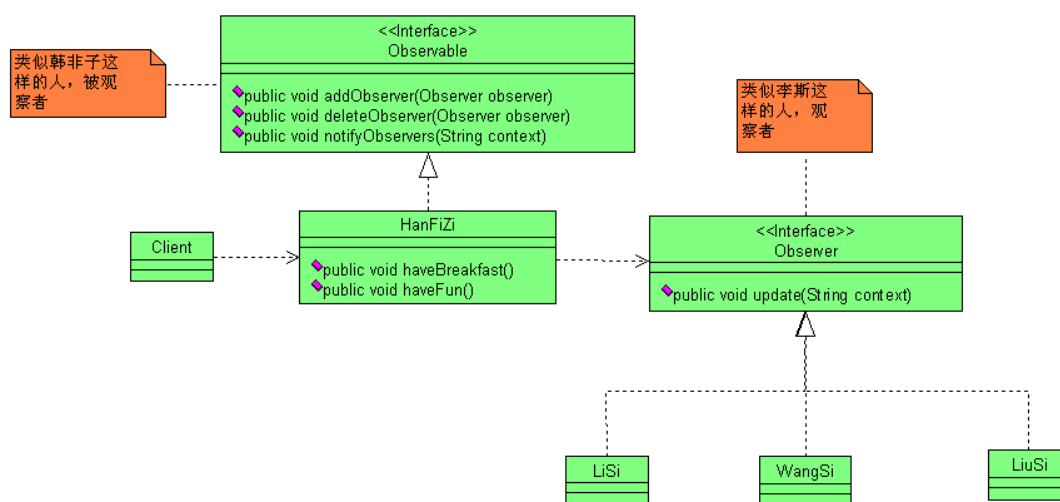 <<Interface>>
Observable
public void addObserver(Observer observer)
public void deleteObserver(Observer observer)
public void notifyObservers(String context)
类似韩非子这
样的人，被观
察者
类似李斯这
样的人，观
察者
Client
HanFiZi
public void haveBreakfast()
public void haveFun()
<<Interface>>
Observer
public void update(String context)
LiSi
WangSi
LiuSi